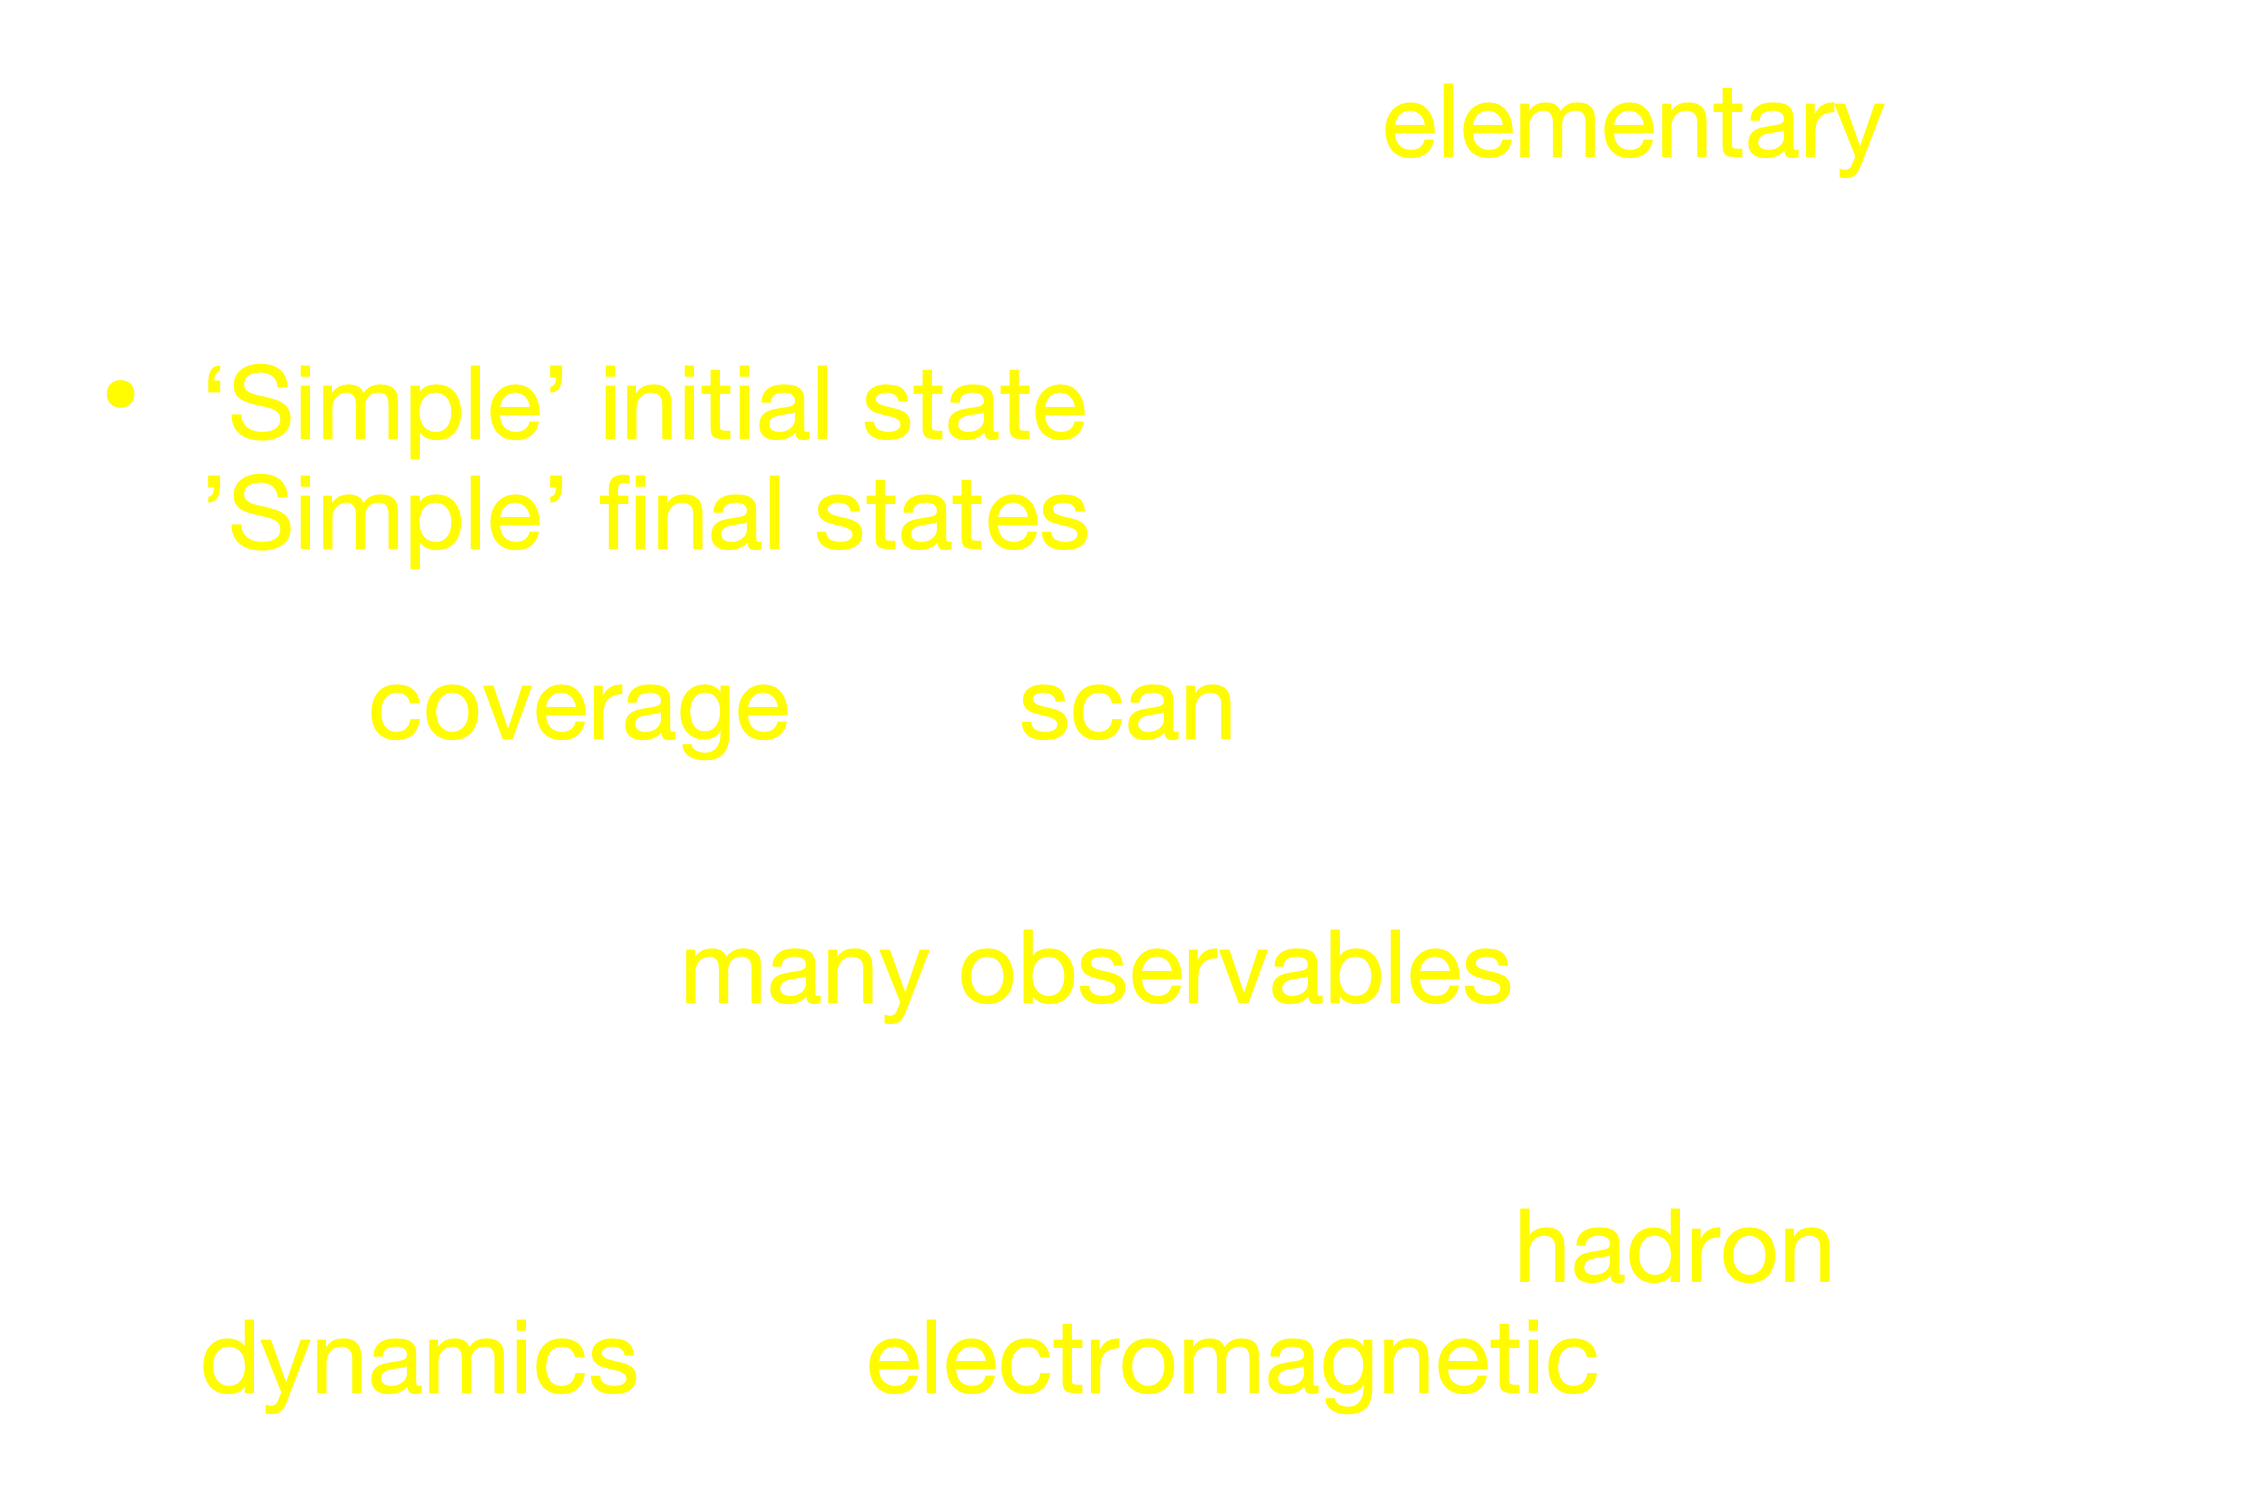 elementary
• ‘Simple’ initial state
’Simple’ final states
coverage scan
many observables
hadron
dynamics electromagnetic